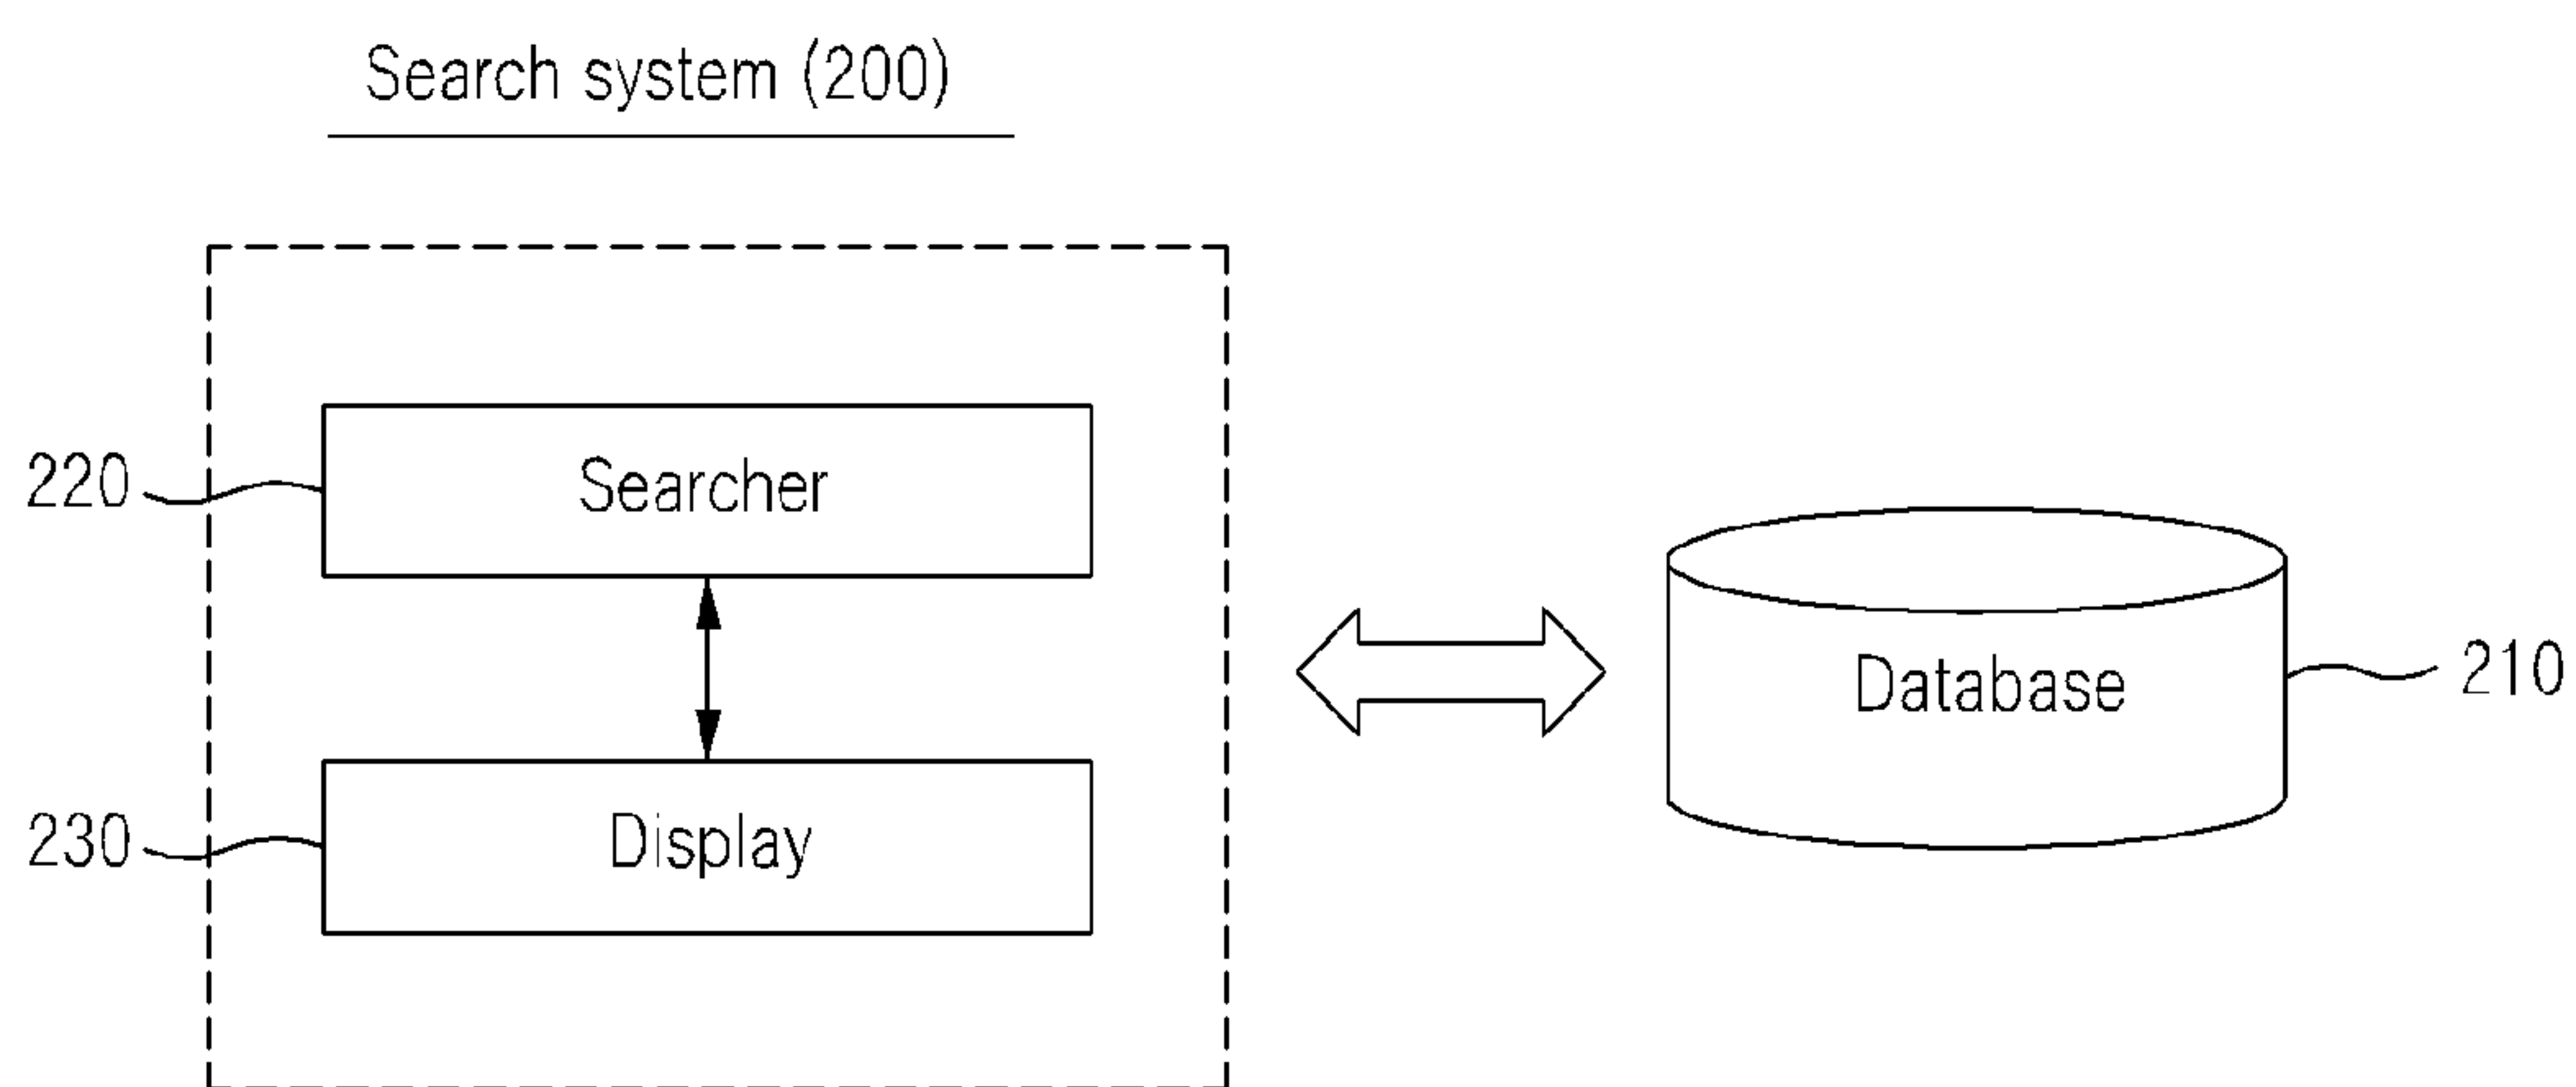 Search system (200)
220
Searcher
Database
210
230
Display